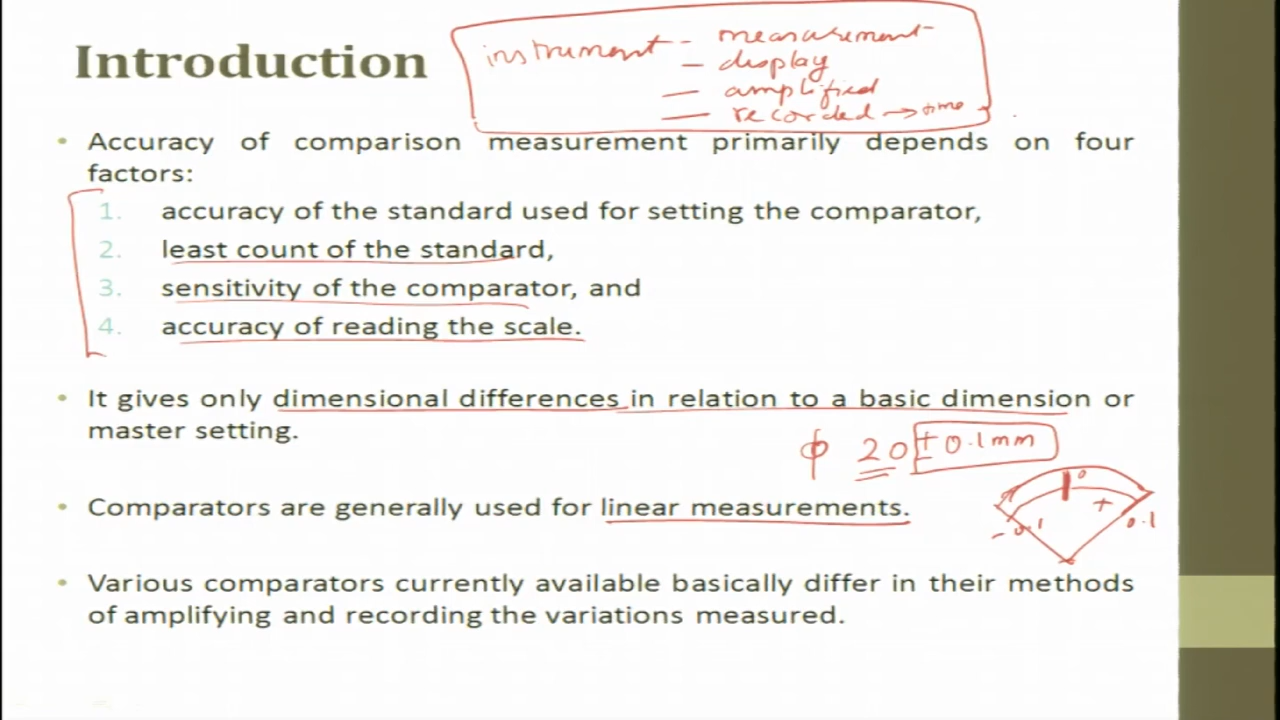 Introduction
instrument - measurement
- display
- amplified
- recorded → time
• Accuracy of comparison measurement primarily depends on four
factors:
1. accuracy of the standard used for setting the comparator,
2. least count of the standard,
3. sensitivity of the comparator, and
4. accuracy of reading the scale.
• It gives only dimensional differences in relation to a basic dimension or
master setting.
ϕ 20 ± 0.1mm
• Comparators are generally used for linear measurements.
0
+
- 0.1
0.1
• Various comparators currently available basically differ in their methods
of amplifying and recording the variations measured.